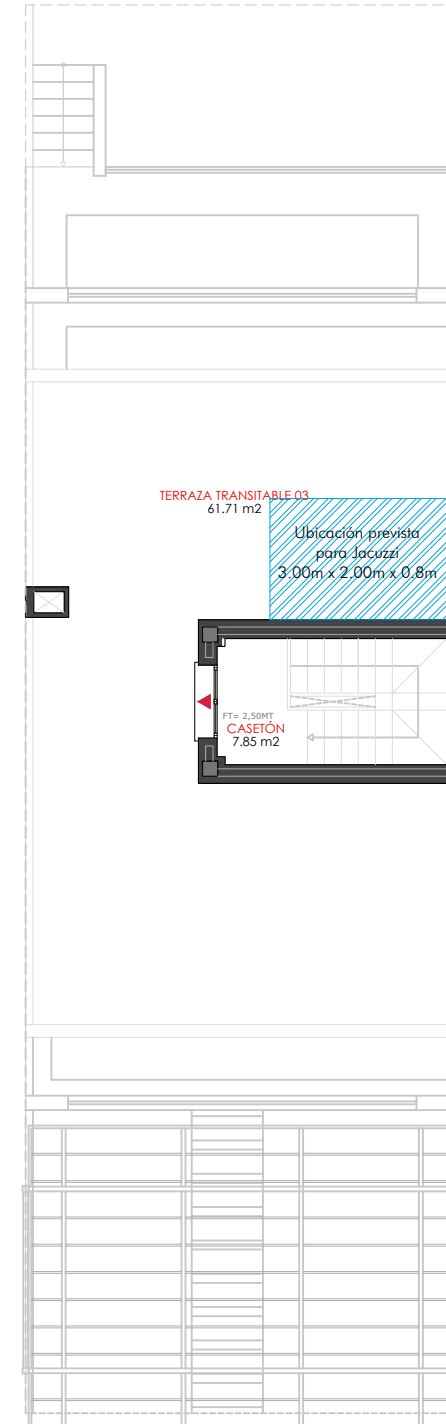 TERRAZA TRANSITABLE 03
61.71 m2
Ubicación prevista
para Jacuzzi
3.00m x 2.00m x 0.8m
FT= 2,50MT
CASETÓN
7.85 m2